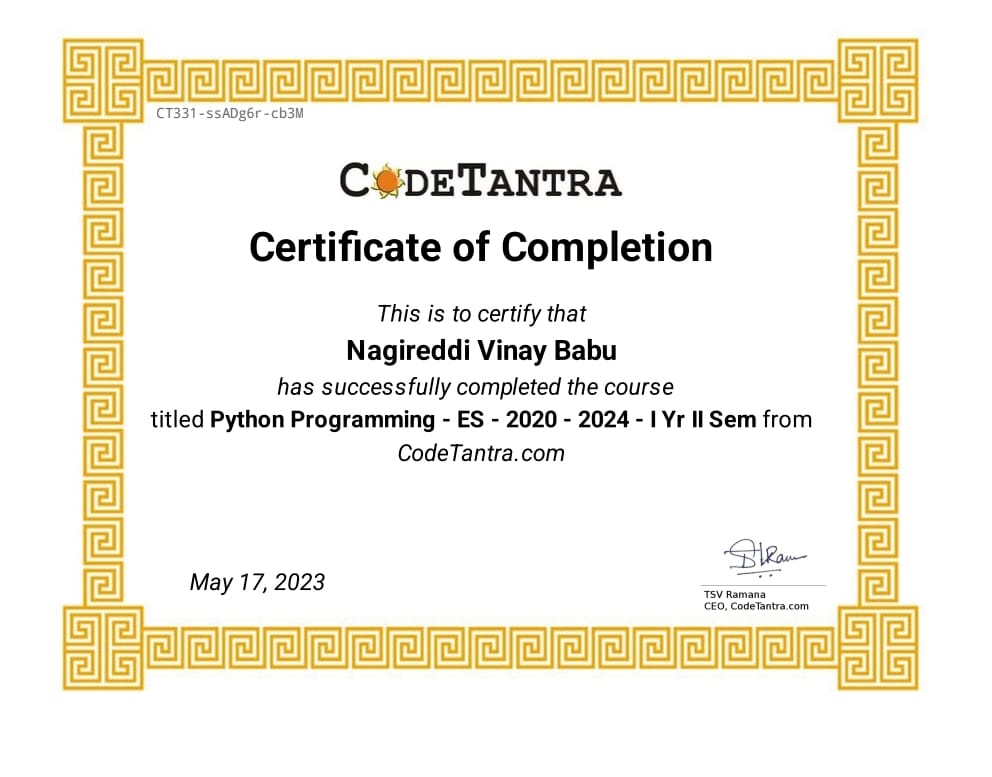 CT331-ssADg6r-cb3M
CODETANTRA
Certificate of Completion
This is to certify that
Nagireddi Vinay Babu
has successfully completed the course
titled Python Programming - ES - 2020 - 2024 - I Yr II Sem from
CodeTantra.com
May 17, 2023
TSV Ramana
CEO, CodeTantra.com